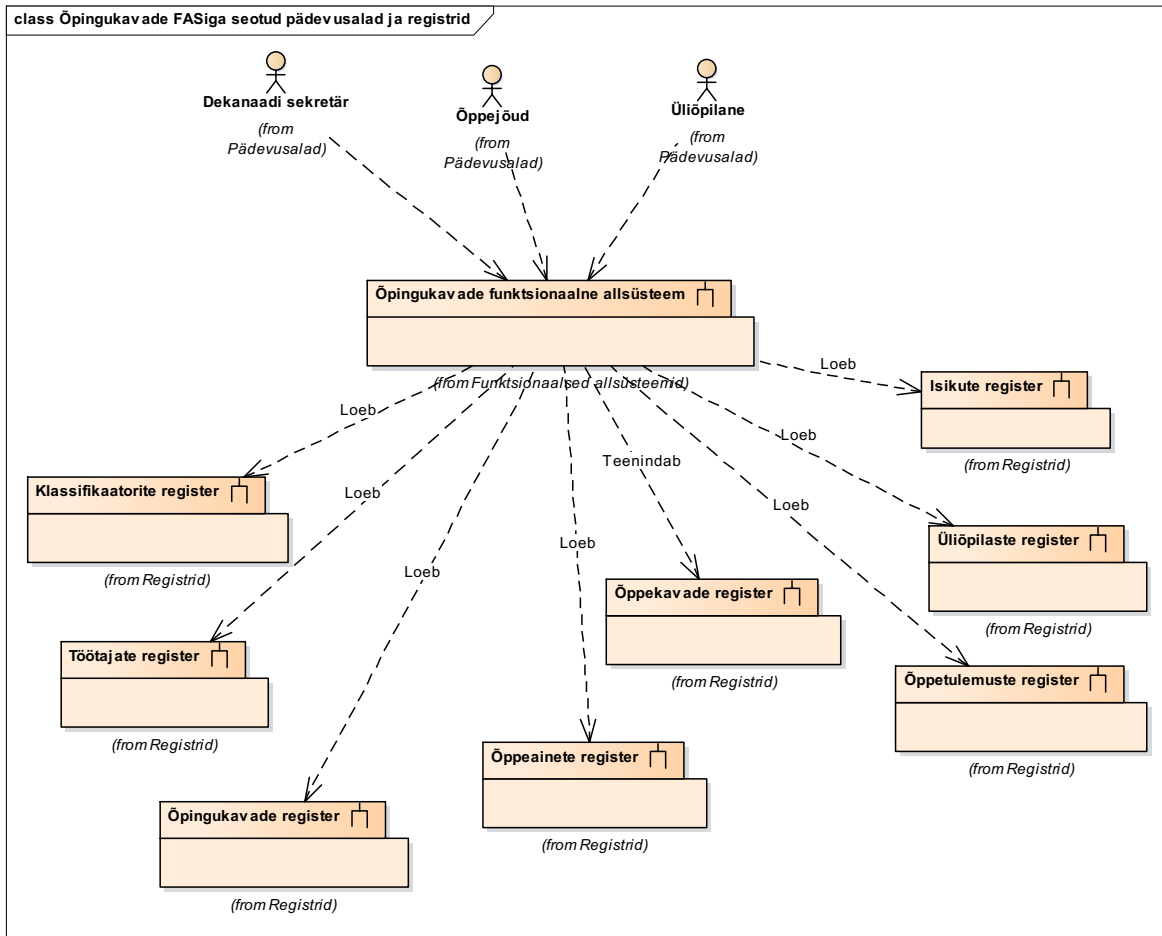 class Õpingukavade FASiga seotud pädevusalad ja registrid
Dekanaadi sekretär
(from
Pädevusalad)
Õppejõud
(from
Pädevusalad)
Üliõpilane
(from
Pädevusalad)
Õpingukavade funktsionaalne allsüsteem
(from Funktsionaalsed allsüsteemid)
Loeb
Isikute register
(from Registrid)
Loeb
Loeb
Teenindab
Klassifikaatorite register
(from Registrid)
Loeb
Loeb
Üliõpilaste register
(from Registrid)
Loeb
Loeb
Õppekavade register
(from Registrid)
Töötajate register
(from Registrid)
Õppetulemuste register
(from Registrid)
Õppeainete register
(from Registrid)
Õpingukavade register
(from Registrid)